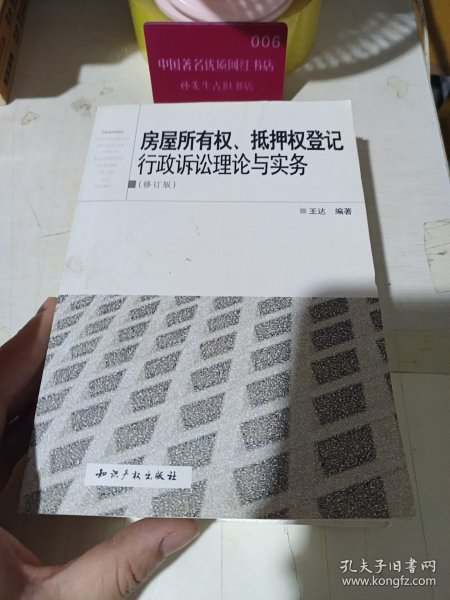 006
中国著名优质网红书店
孙先生古旧书店
房屋所有权、抵押权登记
行政诉讼理论与实务
(修订版)
王达 编著
知识产权出版社
孔夫子旧书网
www.kongfz.com